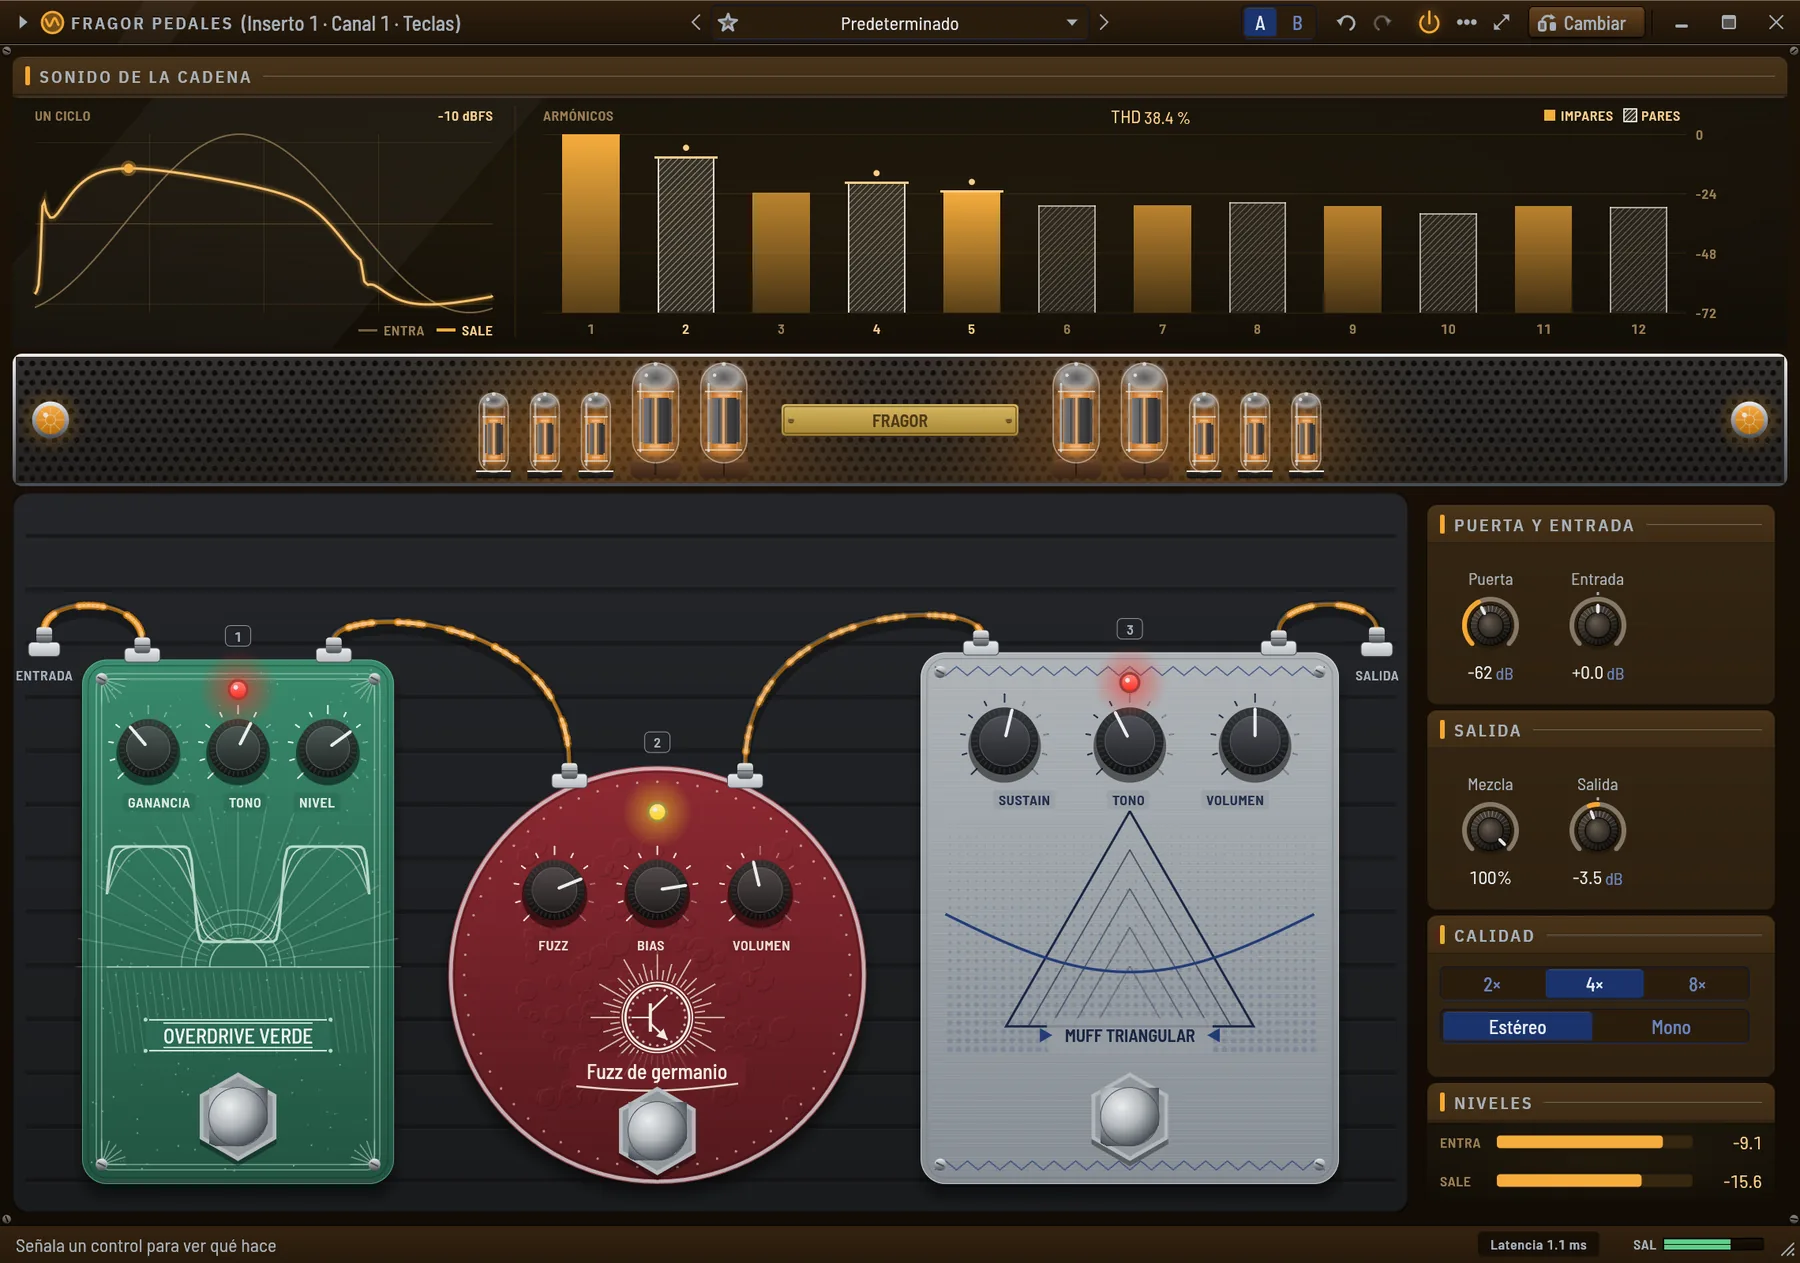 FRAGOR PEDALES (Inserto 1 · Canal 1 · Teclas)
Predeterminado
A B
Cambiar
SONIDO DE LA CADENA
UN CICLO
-10 dBFS
ARMÓNICOS
THD 38.4 %
IMPARES PARES
0
-24
-48
-72
ENTRA SALE
1 2 3 4 5 6 7 8 9 10 11 12
FRAGOR
ENTRADA
1
GANANCIA TONO NIVEL
OVERDRIVE VERDE
2
FUZZ BIAS VOLUMEN
Fuzz de germanio
3
SUSTAIN TONO VOLUMEN
MUFF TRIANGULAR
SALIDA
PUERTA Y ENTRADA
Puerta Entrada
-62 dB +0.0 dB
SALIDA
Mezcla Salida
100% -3.5 dB
CALIDAD
2× 4× 8×
Estéreo Mono
NIVELES
ENTRA -9.1
SALE -15.6
Señala un control para ver qué hace
Latencia 1.1 ms
SAL